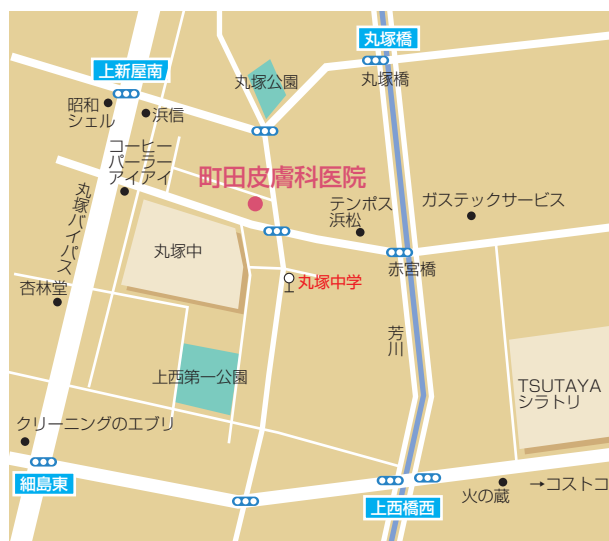 丸塚橋
上新屋南
丸塚公園
丸塚橋
昭和
シェル
浜信
コーヒー
パーラー
アイアイ
町田皮膚科医院
テンポス
浜松
ガステックサービス
丸塚バイパス
丸塚中
赤宮橋
丸塚中学
杏林堂
芳川
上西第一公園
TSUTAYA
シラトリ
クリーニングのエブリ
細島東
上西橋西
火の蔵
→コストコ